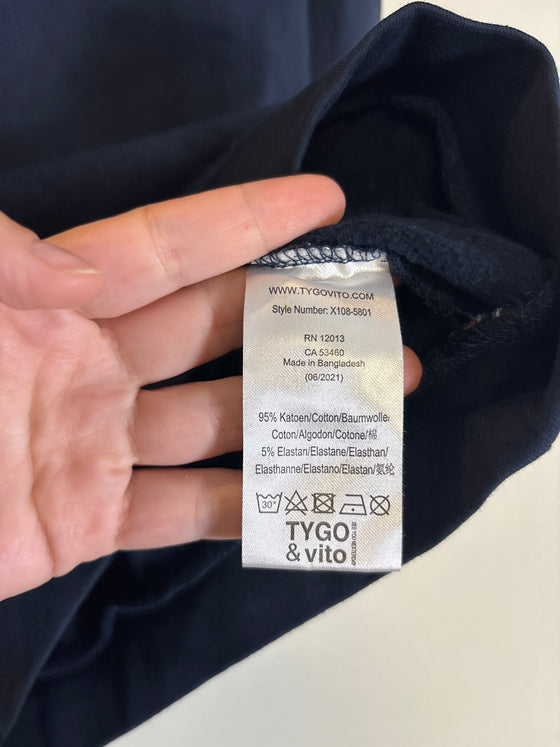 WWW.TYGOVITO.COM
Style Number: X108-5801
RN 12013
CA 53460
Made in Bangladesh
(06/2021)
95% Katoen/Cotton/Baumwolle/
Coton/Algodon/Cotone/棉
5% Elastan/Elastane/Elasthan/
Elasthanne/Elastano/Elastan/氨纶
30°
TYGO
& vito